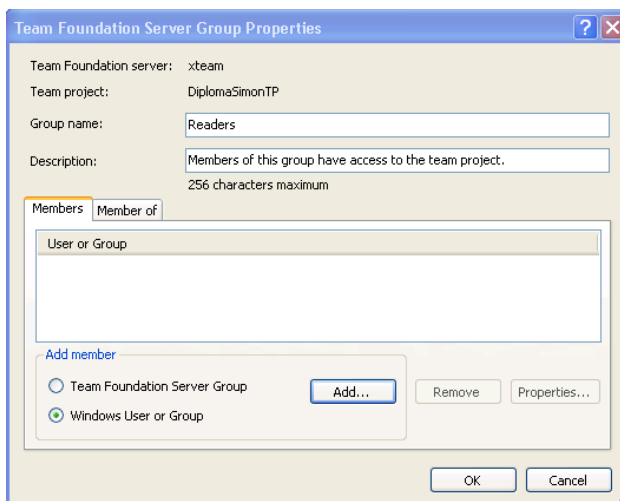 Team Foundation Server Group Properties
Team Foundation server: xteam
Team project: DiplomaSimonTP
Group name: Readers
Description: Members of this group have access to the team project.
256 characters maximum
Members Member of
User or Group
Add member
Team Foundation Server Group
Windows User or Group
Add... Remove Properties...
OK Cancel